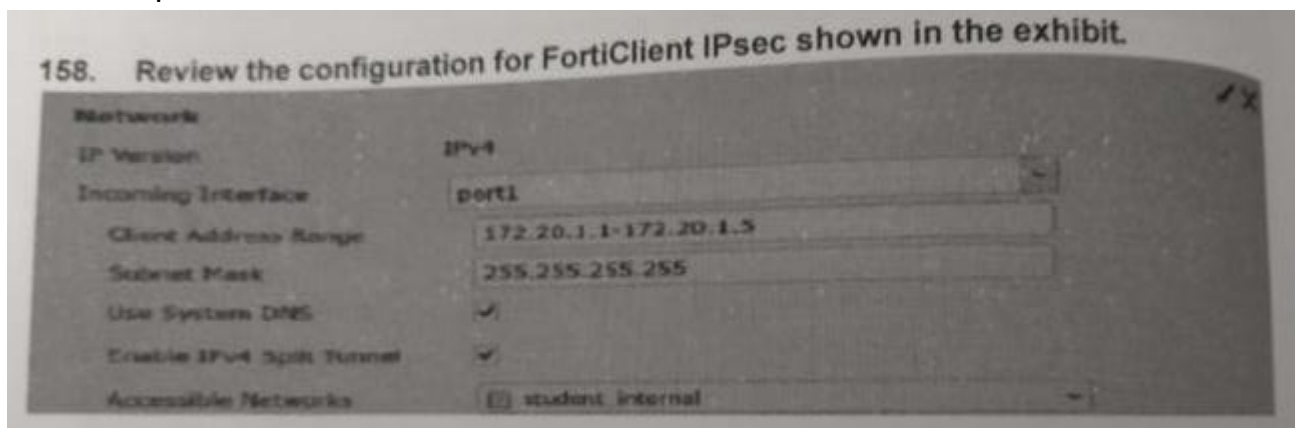 158. Review the configuration for FortiClient IPsec shown in the exhibit.
Network
IP Version IPv4
Incoming Interface port1
Client Address Range 172.20.1.1-172.20.1.5
Subnet Mask 255.255.255.255
Use System DNS
Enable IPv4 Split Tunnel
Accessible Networks student_internal